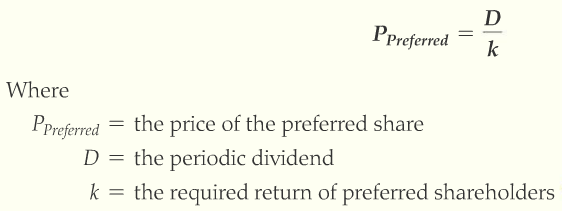 P_Preferred = D/k
Where
P_Preferred = the price of the preferred share
D = the periodic dividend
k = the required return of preferred shareholders